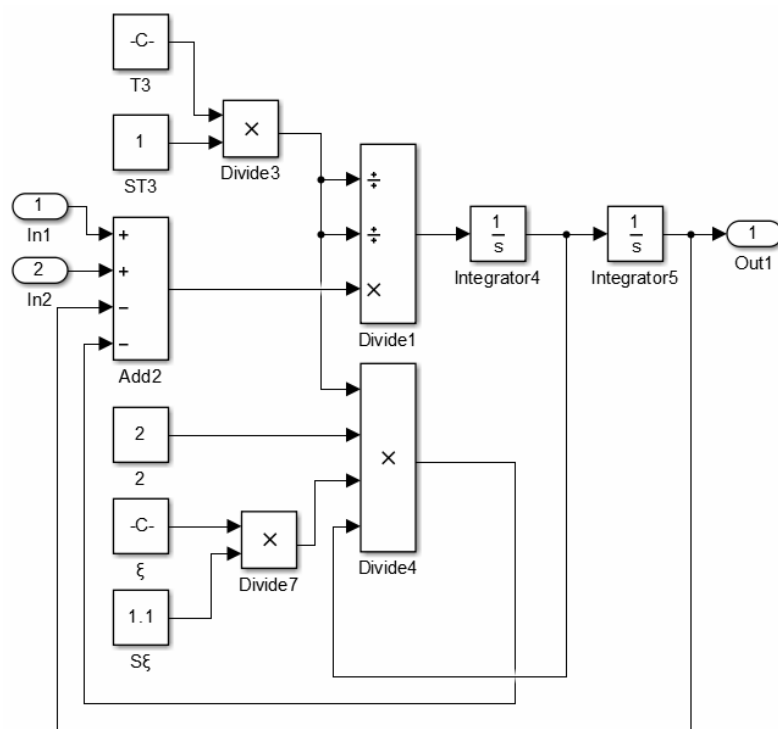 -C-
T3
1
ST3
×
Divide3
1
In1
2
In2
+
+
−
−
Add2
÷
÷
×
Divide1
1
s
Integrator4
1
s
Integrator5
1
Out1
2
2
-C-
ξ
1.1
Sξ
×
Divide7
×
Divide4